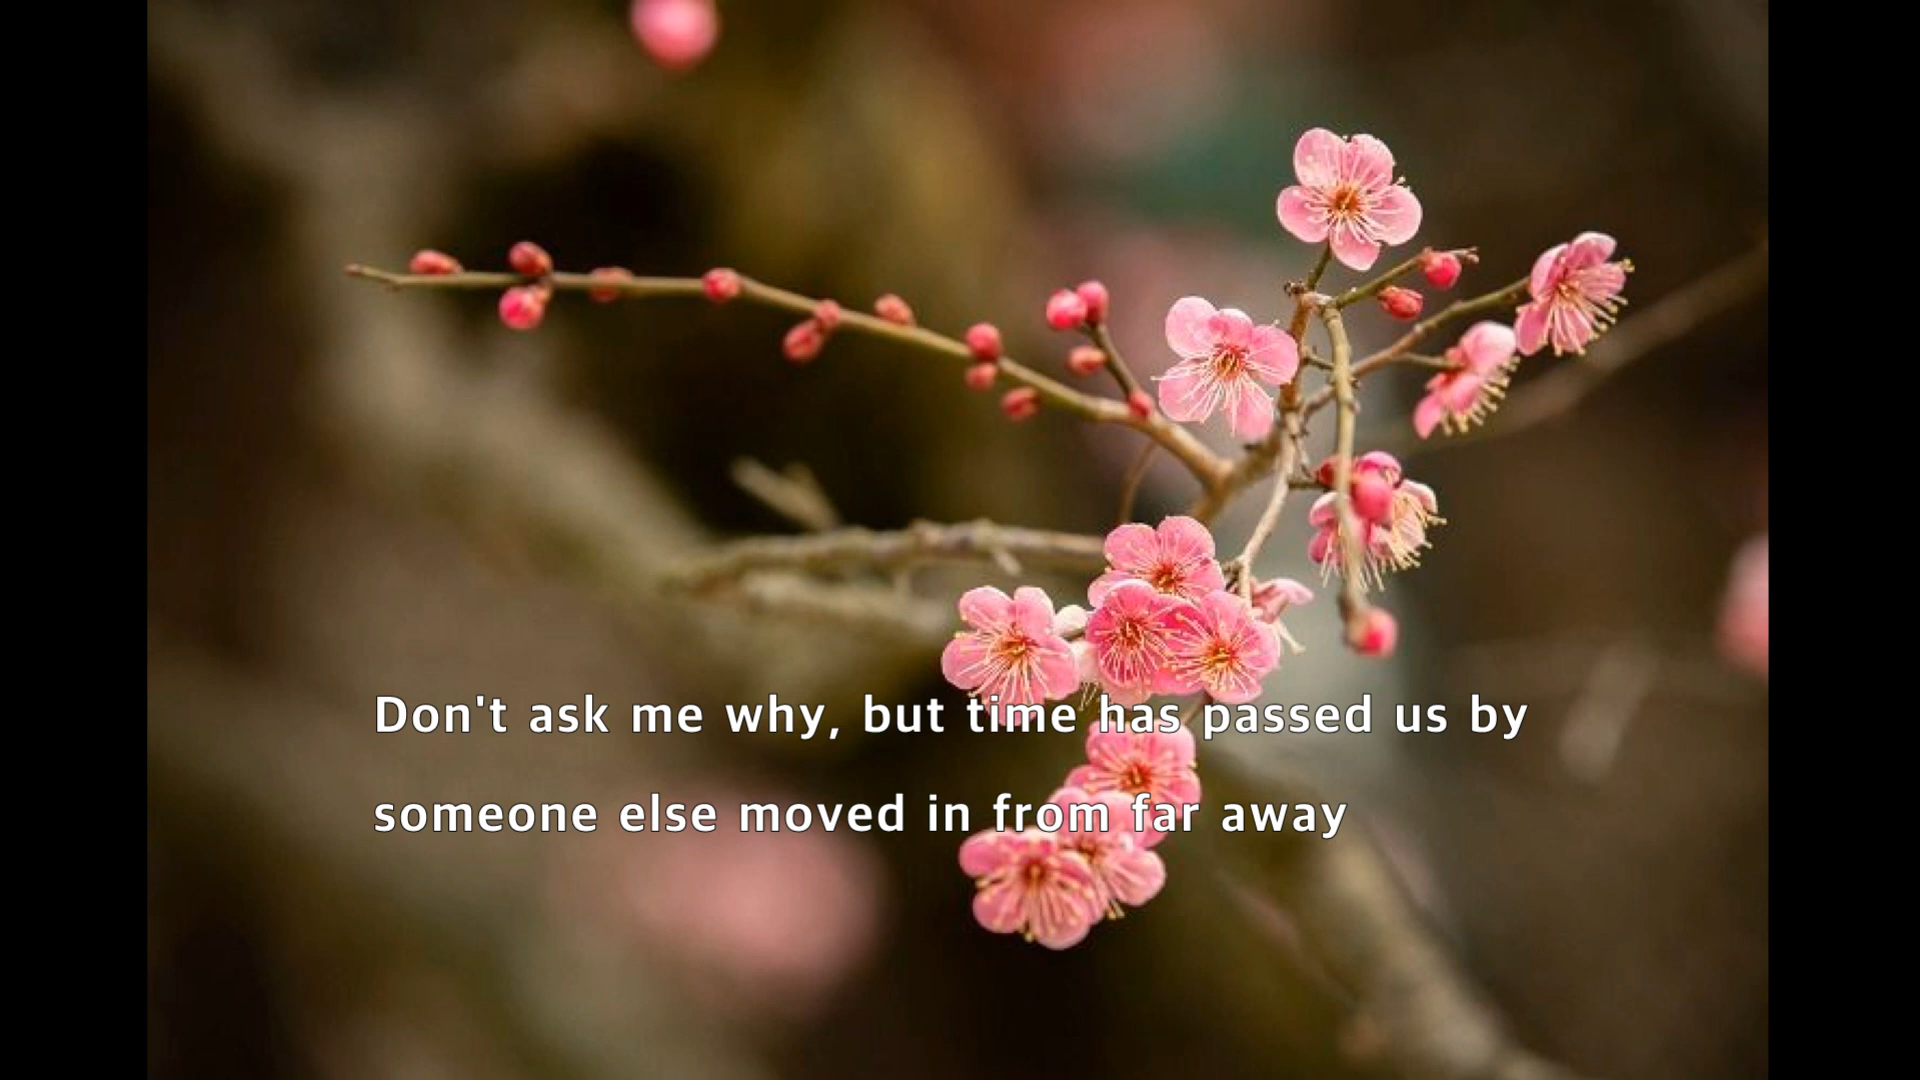 Don't ask me why, but time has passed us by
someone else moved in from far away